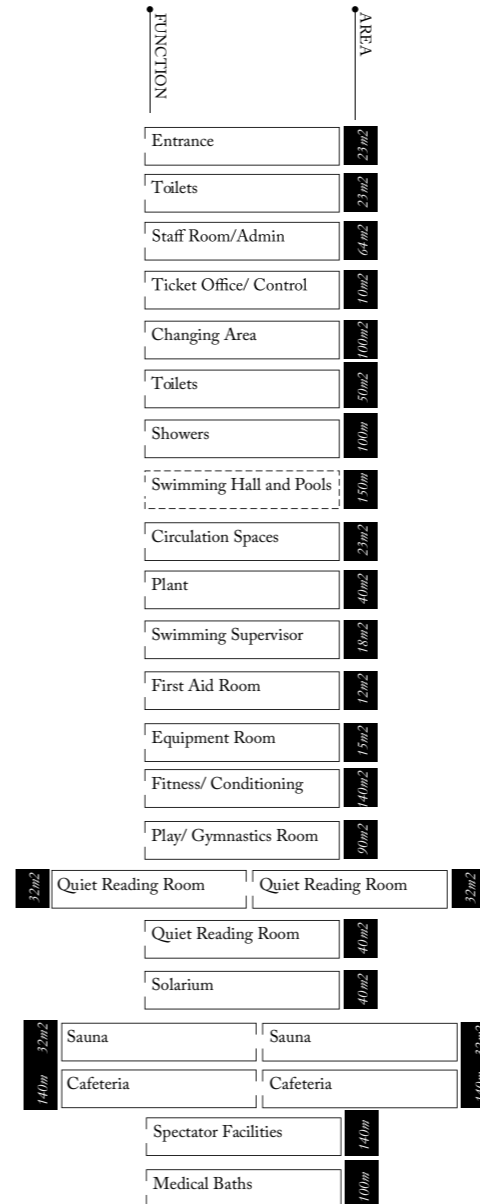 FUNCTION AREA
Entrance 23m2
Toilets 23m2
Staff Room/Admin 64m2
Ticket Office/ Control 10m2
Changing Area 100m2
Toilets 50m2
Showers 100m
Swimming Hall and Pools 150m
Circulation Spaces 23m2
Plant 40m2
Swimming Supervisor 18m2
First Aid Room 12m2
Equipment Room 15m2
Fitness/ Conditioning 140m2
Play/ Gymnastics Room 90m2
32m2 Quiet Reading Room Quiet Reading Room 32m2
Quiet Reading Room 40m2
Solarium 40m2
32m2 Sauna Sauna 32m2
140m Cafeteria Cafeteria 140m
Spectator Facilities 140m
Medical Baths 100m